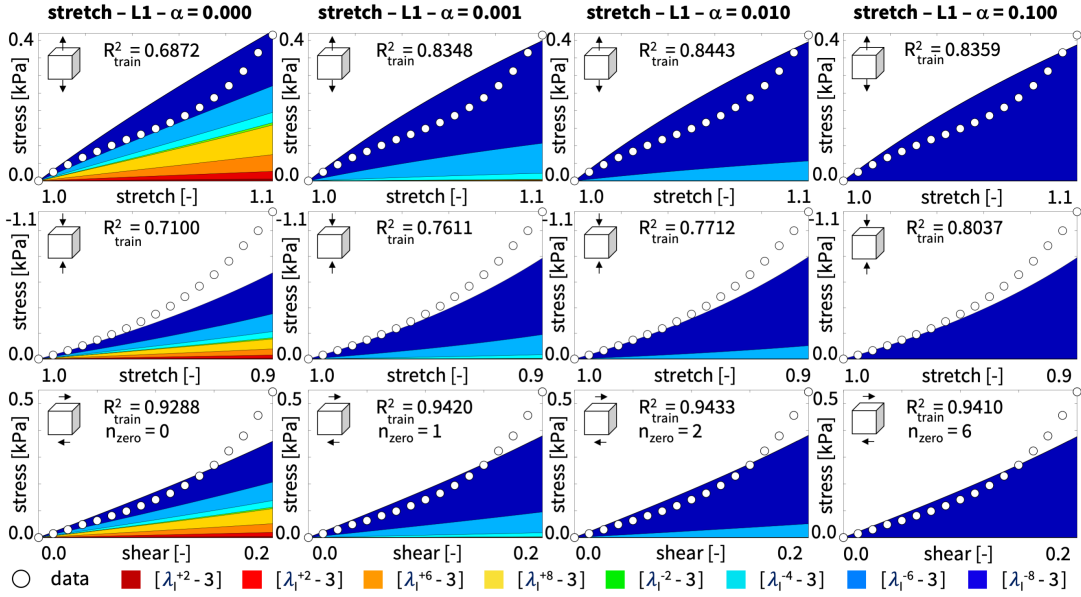 stretch – L1 – α = 0.000
stretch – L1 – α = 0.001
stretch – L1 – α = 0.010
stretch – L1 – α = 0.100
0.4
stress [kPa]
0.0
R²train = 0.6872
1.0
stretch [-]
1.1
0.4
stress [kPa]
0.0
R²train = 0.8348
1.0
stretch [-]
1.1
0.4
stress [kPa]
0.0
R²train = 0.8443
1.0
stretch [-]
1.1
0.4
stress [kPa]
0.0
R²train = 0.8359
1.0
stretch [-]
1.1
-1.1
stress [kPa]
0.0
R²train = 0.7100
1.0
stretch [-]
0.9
-1.1
stress [kPa]
0.0
R²train = 0.7611
1.0
stretch [-]
0.9
-1.1
stress [kPa]
0.0
R²train = 0.7712
1.0
stretch [-]
0.9
-1.1
stress [kPa]
0.0
R²train = 0.8037
1.0
stretch [-]
0.9
0.5
stress [kPa]
0.0
R²train = 0.9288
nzero = 0
0.0
shear [-]
0.2
0.5
stress [kPa]
0.0
R²train = 0.9420
nzero = 1
0.0
shear [-]
0.2
0.5
stress [kPa]
0.0
R²train = 0.9433
nzero = 2
0.0
shear [-]
0.2
0.5
stress [kPa]
0.0
R²train = 0.9410
nzero = 6
0.0
shear [-]
0.2
data
[λI+2 - 3]
[λI+2 - 3]
[λI+6 - 3]
[λI+8 - 3]
[λI-2 - 3]
[λI-4 - 3]
[λI-6 - 3]
[λI-8 - 3]